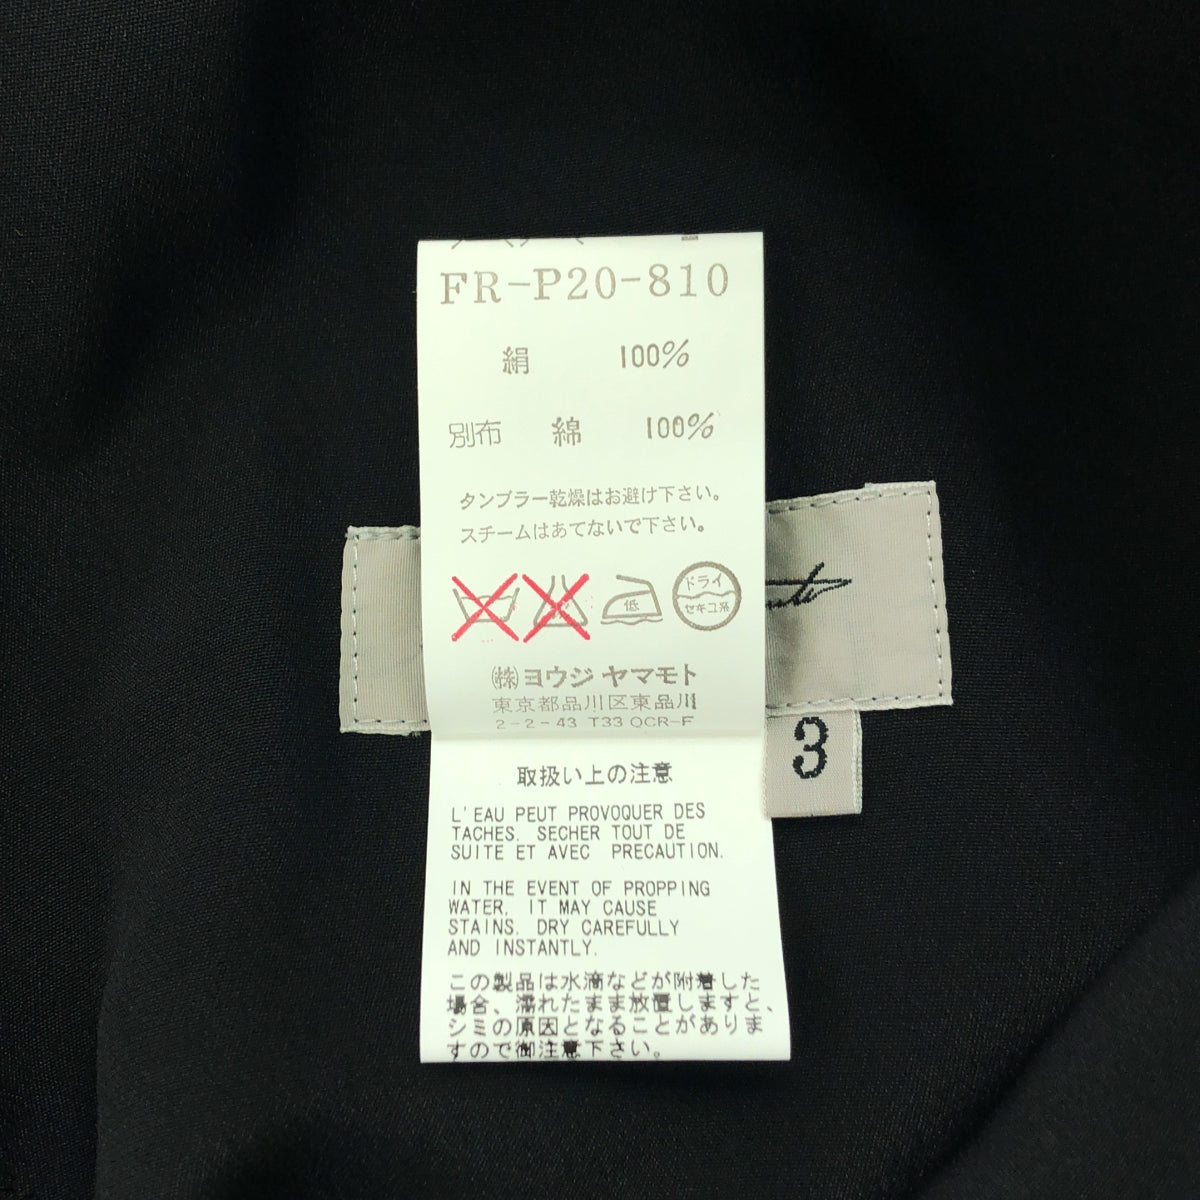 FR-P20-810
絹 100%
別布 綿 100%
タンブラー乾燥はお避け下さい。
スチームはあてないで下さい。
低
ドライ
セキユ系
㈱ヨウジ ヤマモト
東京都品川区東品川
2-2-43 T33 QCR-F
3
取扱い上の注意
L'EAU PEUT PROVOQUER DES
TACHES. SECHER TOUT DE
SUITE ET AVEC PRECAUTION.
IN THE EVENT OF PROPPING
WATER, IT MAY CAUSE
STAINS. DRY CAREFULLY
AND INSTANTLY.
この製品は水滴などが附着した
場合、濡れたまま放置しますと、
シミの原因となることがありま
すので御注意下さい。